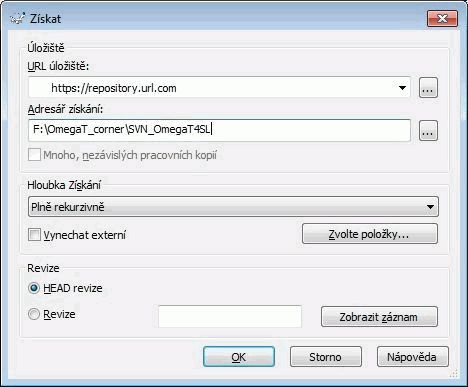 Získat
Úložiště
URL úložiště:
https://repository.url.com
...
Adresář získání:
F:\OmegaT_corner\SVN_OmegaT4SL
...
Mnoho, nezávislých pracovních kopií
Hloubka Získání
Plně rekurzivně
Vynechat externí
Zvolte položky...
Revize
HEAD revize
Revize
Zobrazit záznam
OK
Storno
Nápověda